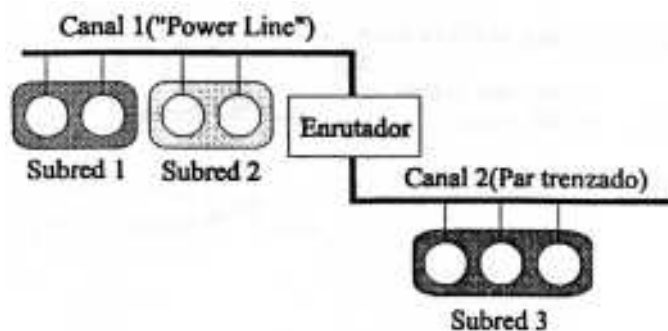 Canal 1("Power Line")
Enrutador
Subred 1
Subred 2
Canal 2(Par trenzado)
Subred 3